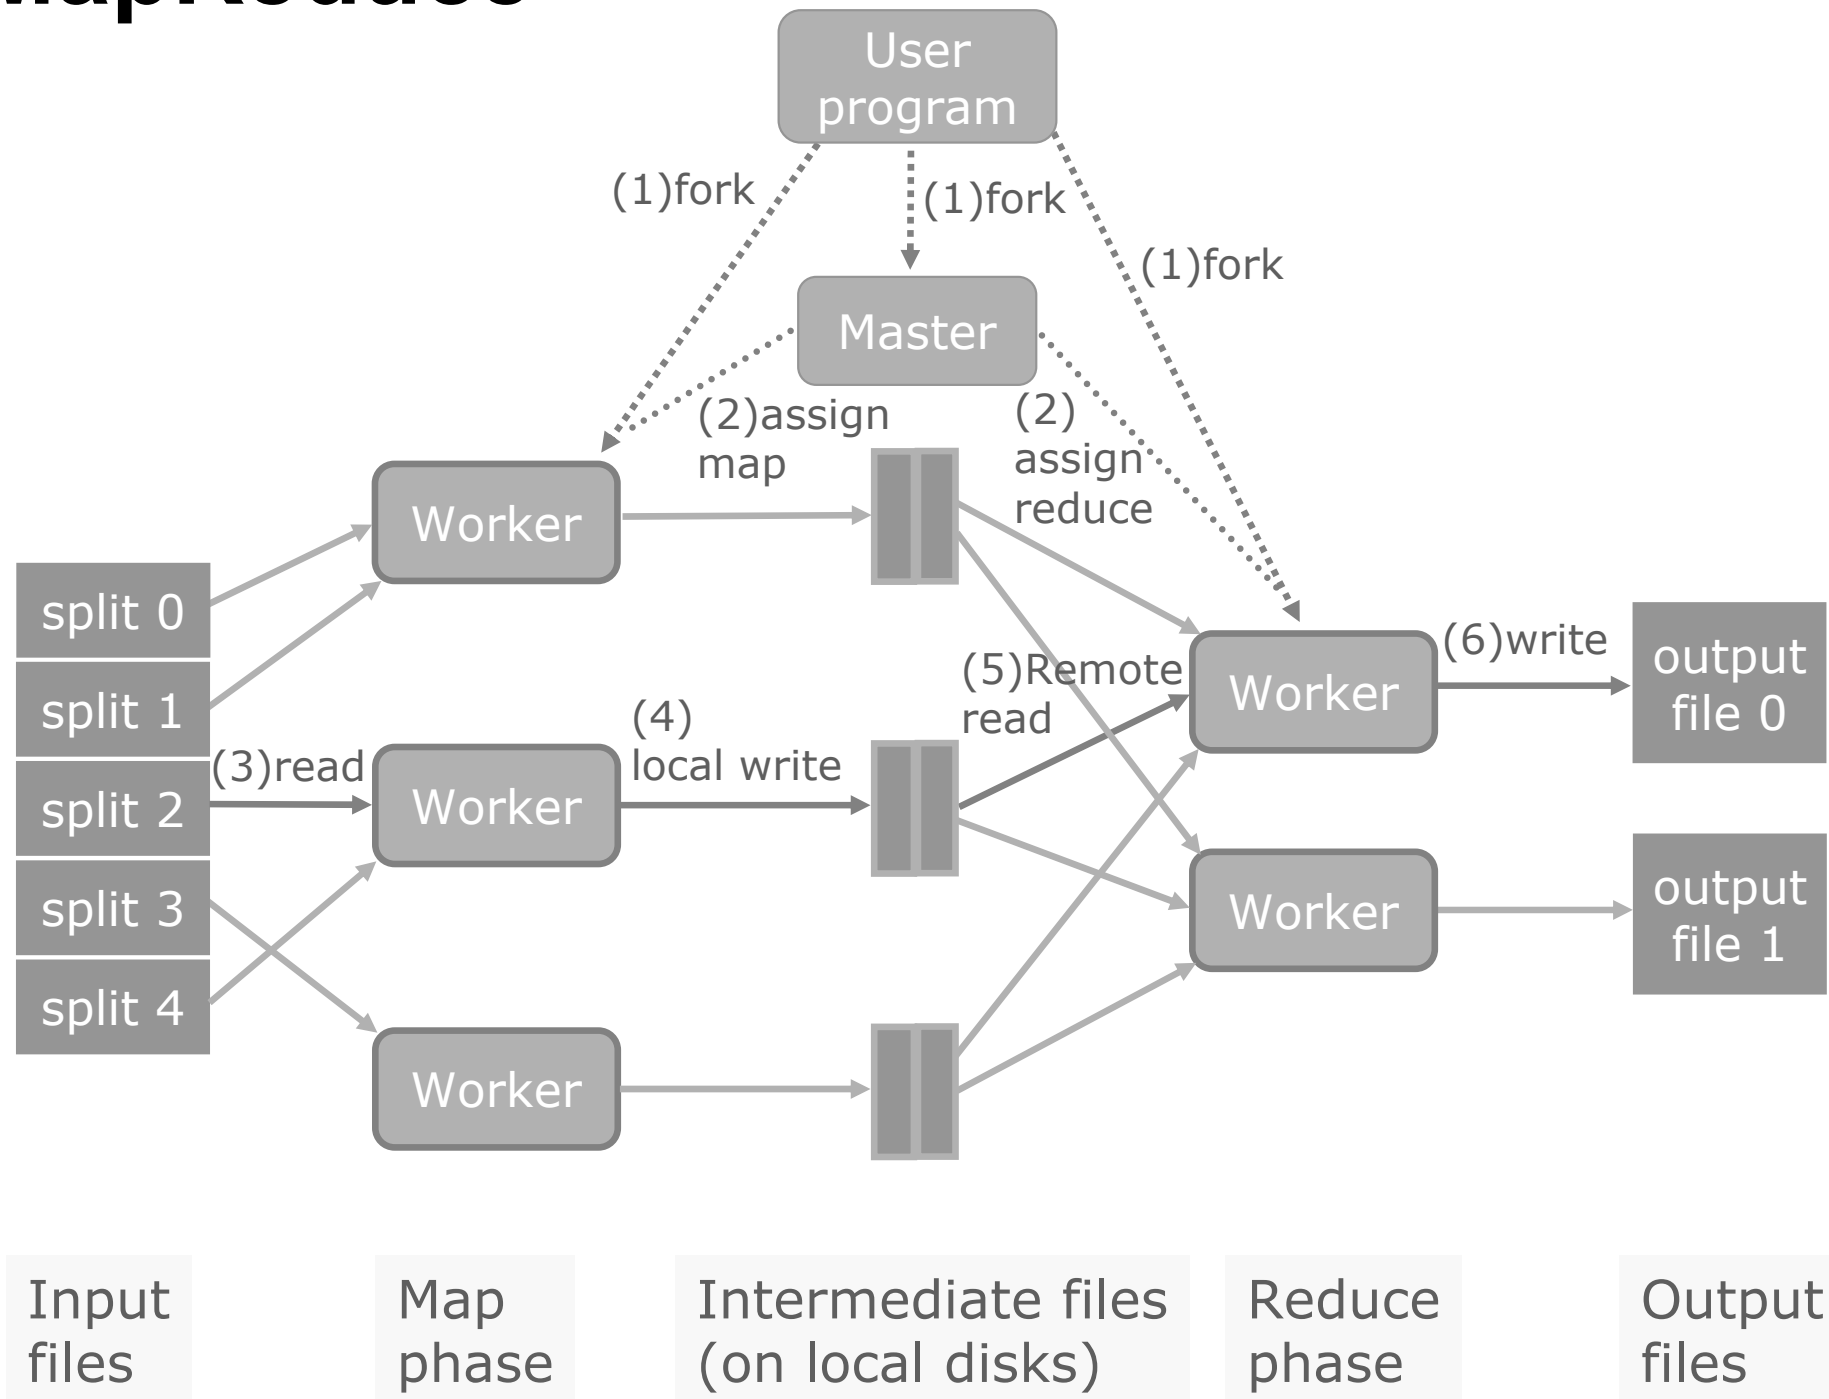 MapReduce
User
program
(1)fork
(1)fork
(1)fork
Master
(2)assign
map
(2)
assign
reduce
Worker
split 0
split 1
split 2
split 3
split 4
(3)read
Worker
(4)
local write
(5)Remote
read
Worker
(6)write
output
file 0
Worker
output
file 1
Worker
Input
files
Map
phase
Intermediate files
(on local disks)
Reduce
phase
Output
files